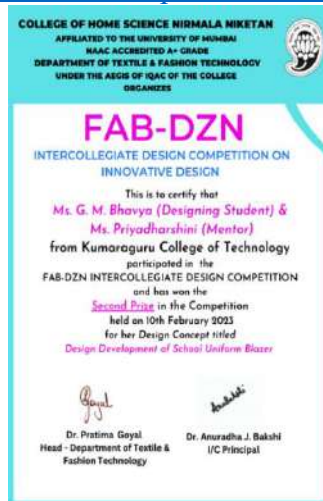 COLLEGE OF HOME SCIENCE NIRMALA NIKETAN
AFFILIATED TO THE UNIVERSITY OF MUMBAI
NAAC ACCREDITED A+ GRADE
DEPARTMENT OF TEXTILE & FASHION TECHNOLOGY
UNDER THE AEGIS OF IQAC OF THE COLLEGE
ORGANIZES
FAB-DZN
INTERCOLLEGIATE DESIGN COMPETITION ON
INNOVATIVE DESIGN
This is to certify that
Ms. G. M. Bhavya (Designing Student) &
Ms. Priyadharshini (Mentor)
from Kumaraguru College of Technology
participated in the
FAB-DZN INTERCOLLEGIATE DESIGN COMPETITION
and has won the
Second Prize in the Competition
held on 10th February 2023
for her Design Concept titled
Design Development of School Uniform Blazer
Goyal
Dr. Pratima Goyal
Head - Department of Textile &
Fashion Technology
Dr. Anuradha J. Bakshi
I/C Principal